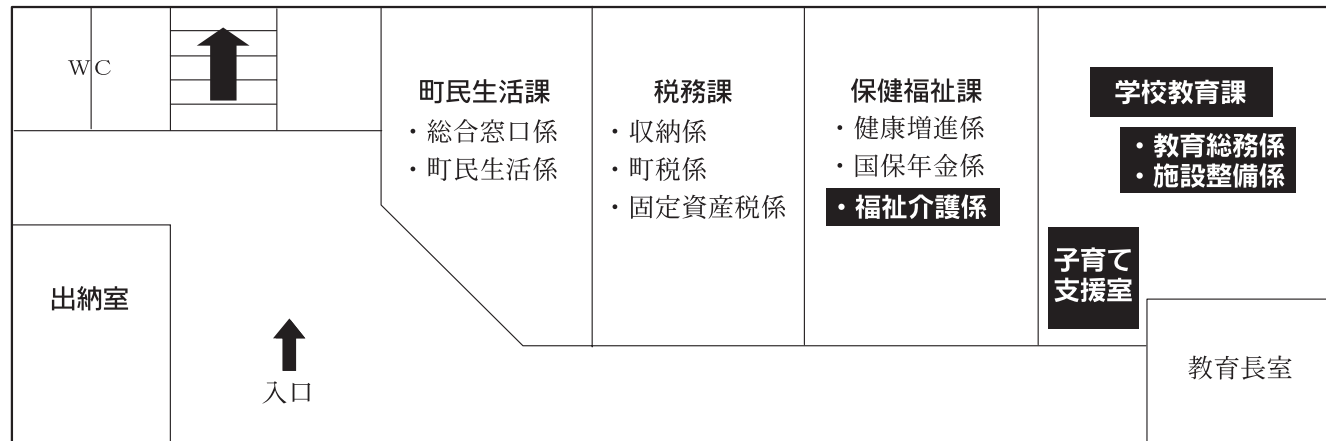 WC
町民生活課
・総合窓口係
・町民生活係
税務課
・収納係
・町税係
・固定資産税係
保健福祉課
・健康増進係
・国保年金係
・福祉介護係
学校教育課
・教育総務係
・施設整備係
子育て
支援室
出納室
入口
教育長室